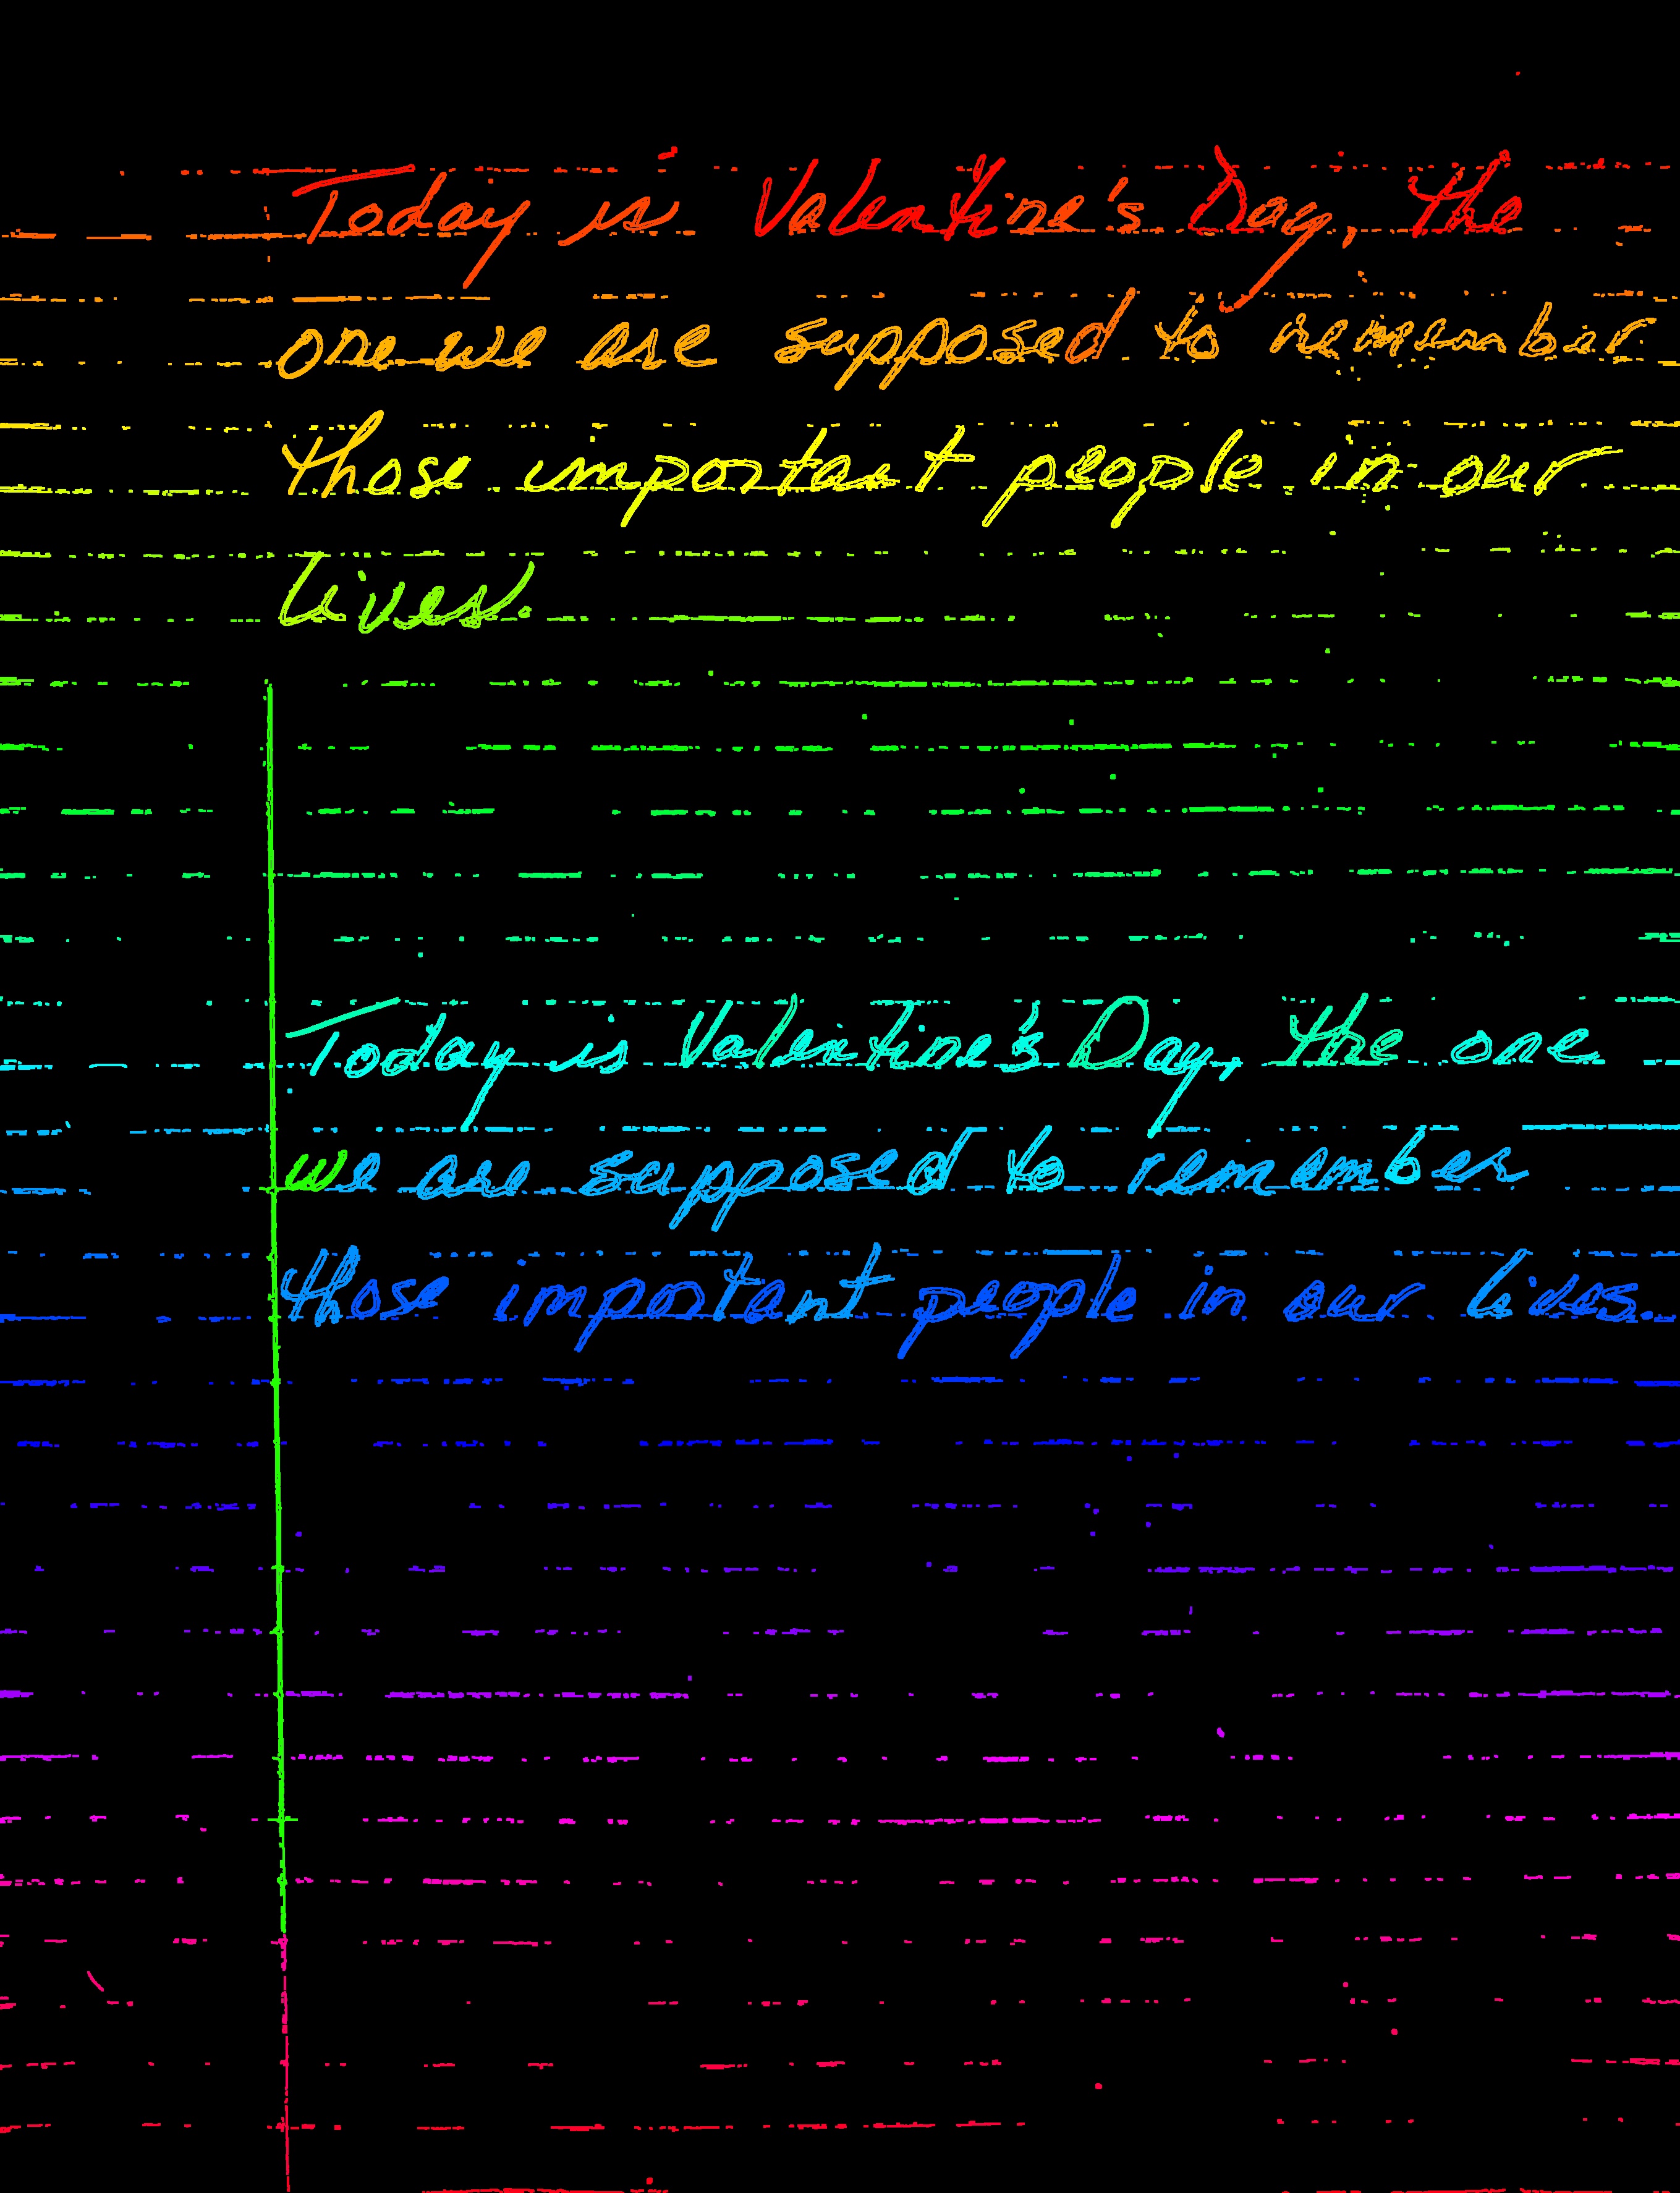 Today is Valentine's Day, the
one we are supposed to remember
those important people in our
lives.
Today is Valentine's Day, the one
we are supposed to remember
those important people in our lives.